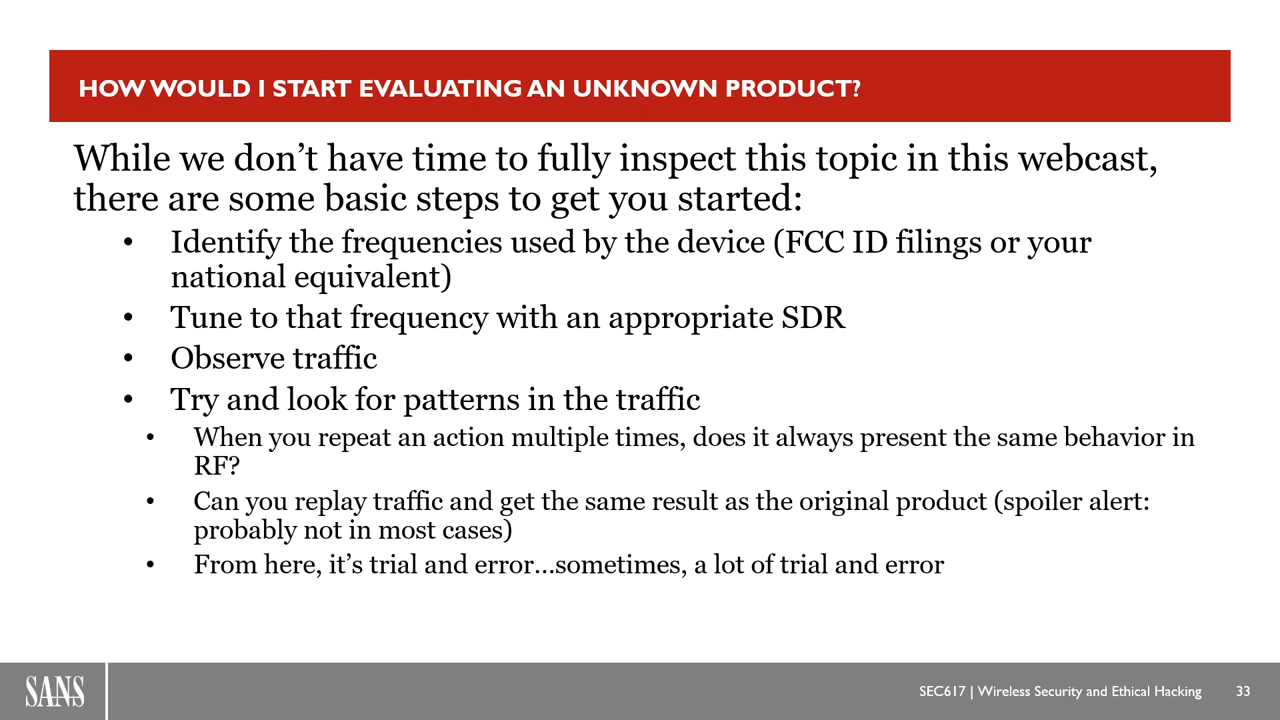 HOW WOULD I START EVALUATING AN UNKNOWN PRODUCT?
While we don’t have time to fully inspect this topic in this webcast,
there are some basic steps to get you started:
• Identify the frequencies used by the device (FCC ID filings or your
national equivalent)
• Tune to that frequency with an appropriate SDR
• Observe traffic
• Try and look for patterns in the traffic
• When you repeat an action multiple times, does it always present the same behavior in
RF?
• Can you replay traffic and get the same result as the original product (spoiler alert:
probably not in most cases)
• From here, it’s trial and error…sometimes, a lot of trial and error
SANS
SEC617 | Wireless Security and Ethical Hacking 33